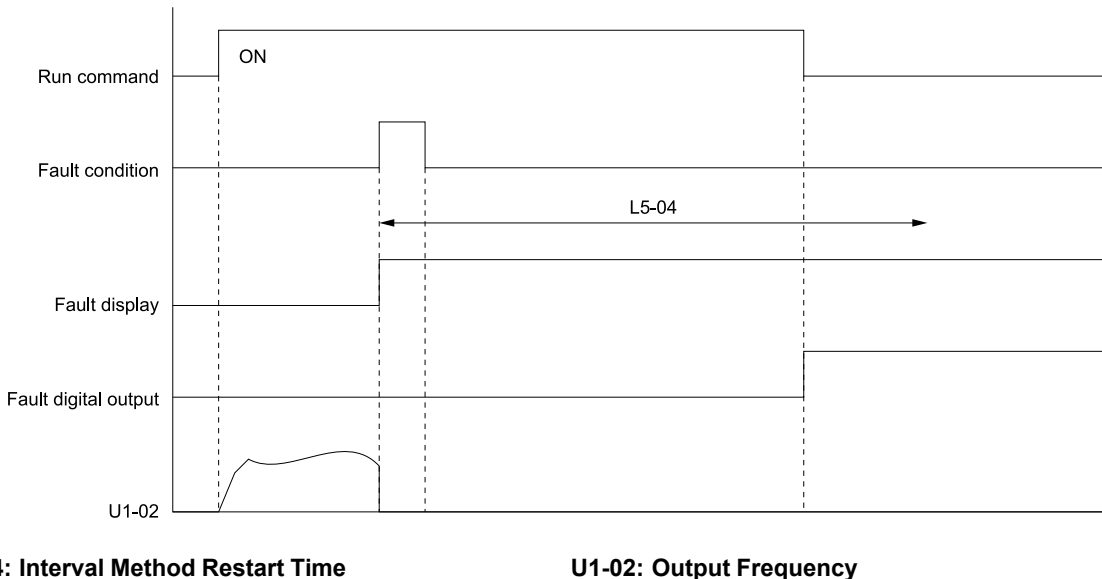 ON
Run command
Fault condition
L5-04
Fault display
Fault digital output
U1-02
4: Interval Method Restart Time
U1-02: Output Frequency